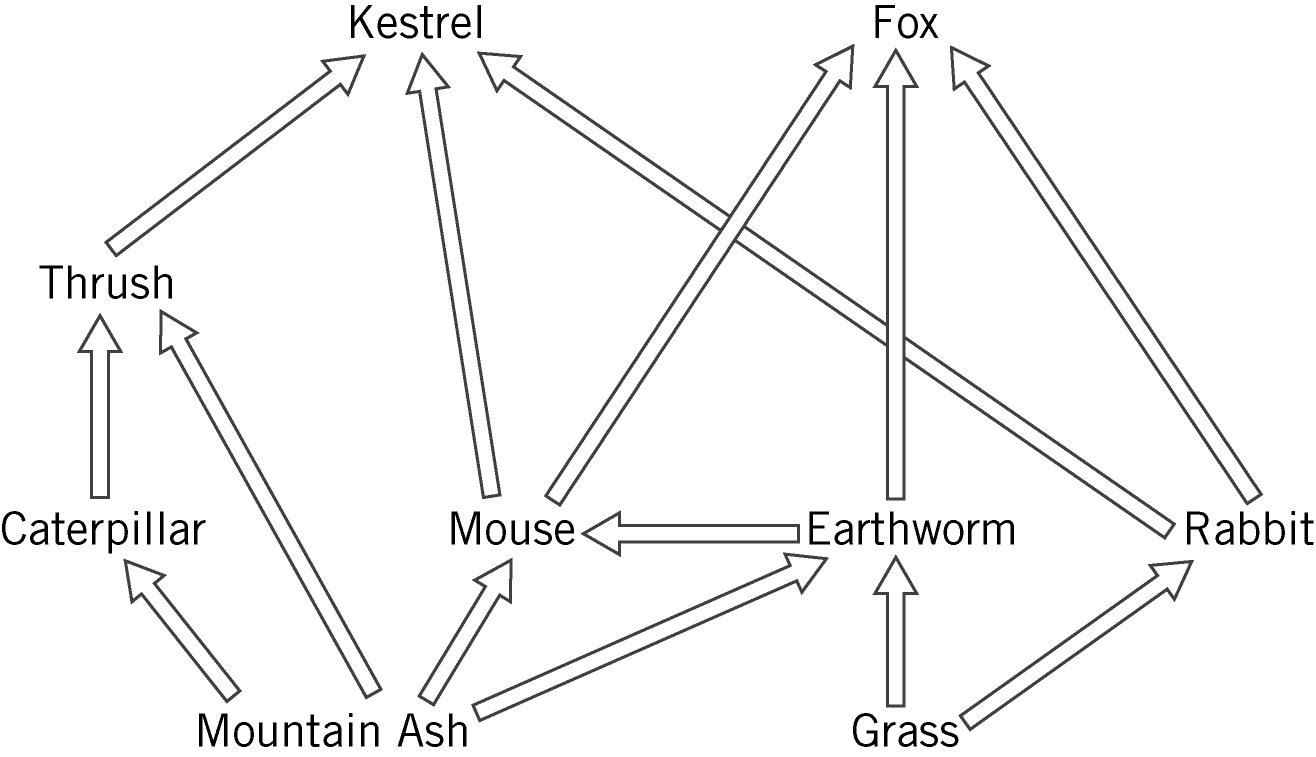 Kestrel
Fox
Thrush
Caterpillar
Mouse
Earthworm
Rabbit
Mountain Ash
Grass